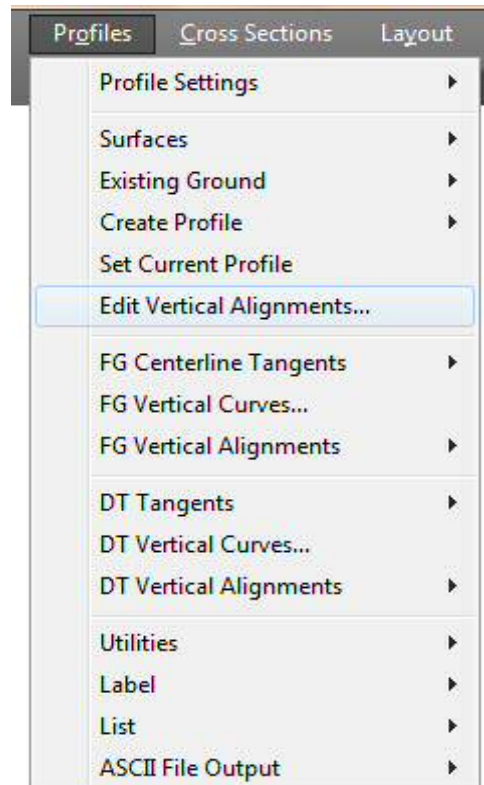 Profiles Cross Sections Layout
Profile Settings
Surfaces
Existing Ground
Create Profile
Set Current Profile
Edit Vertical Alignments...
FG Centerline Tangents
FG Vertical Curves...
FG Vertical Alignments
DT Tangents
DT Vertical Curves...
DT Vertical Alignments
Utilities
Label
List
ASCII File Output